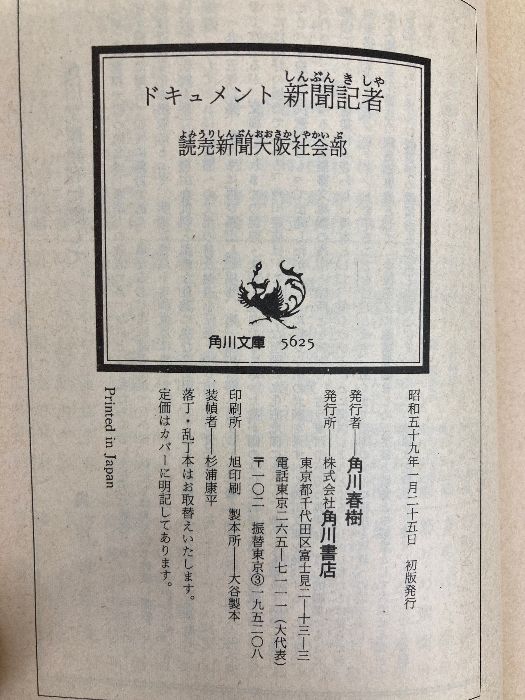 しんぶん き しゃ
ドキュメント 新聞記者
よみうりしんぶんおおさかしゃかい ぶ
読売新聞大阪社会部
角川文庫 5625
昭和五十九年一月二十五日 初版発行
発行者――角川春樹
発行所――株式会社角川書店
東京都千代田区富士見二―十三―三
電話東京二六五―七一一一(大代表)
〒一〇二 振替東京③一九五二〇八
印刷所――旭印刷 製本所――大谷製本
装幀者――杉浦康平
落丁・乱丁本はお取替えいたします。
定価はカバーに明記してあります。
Printed in Japan